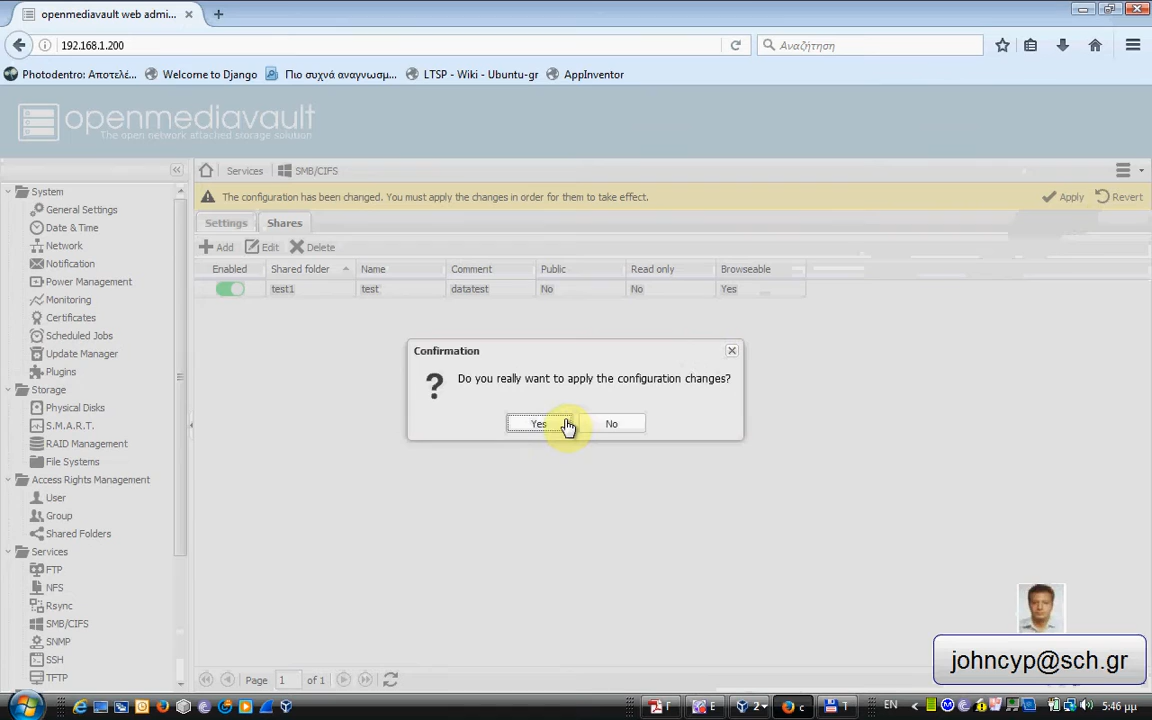 openmediavault web admi...
192.168.1.200
Αναζήτηση
Photodentro: Αποτελέ...
Welcome to Django
Πιο συχνά αναγνωσμ...
LTSP - Wiki - Ubuntu-gr
AppInventor
openmediavault
The open network attached storage solution
Services
SMB/CIFS
The configuration has been changed. You must apply the changes in order for them to take effect.
Apply
Revert
Settings
Shares
Add
Edit
Delete
Enabled
Shared folder
Name
Comment
Public
Read only
Browseable
test1
test
datatest
No
No
Yes
Confirmation
Do you really want to apply the configuration changes?
Yes
No
System
General Settings
Date & Time
Network
Notification
Power Management
Monitoring
Certificates
Scheduled Jobs
Update Manager
Plugins
Storage
Physical Disks
S.M.A.R.T.
RAID Management
File Systems
Access Rights Management
User
Group
Shared Folders
Services
FTP
NFS
Rsync
SMB/CIFS
SNMP
SSH
TFTP
Page 1 of 1
johncyp@sch.gr
EN
5:46 μμ